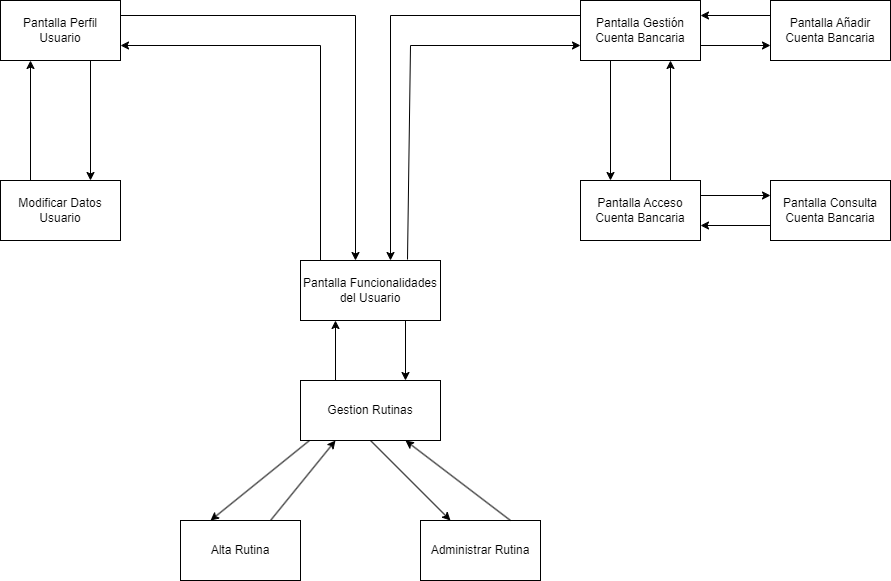 Pantalla Perfil
Usuario
Pantalla Gestión
Cuenta Bancaria
Pantalla Añadir
Cuenta Bancaria
Modificar Datos
Usuario
Pantalla Acceso
Cuenta Bancaria
Pantalla Consulta
Cuenta Bancaria
Pantalla Funcionalidades
del Usuario
Gestion Rutinas
Alta Rutina
Administrar Rutina